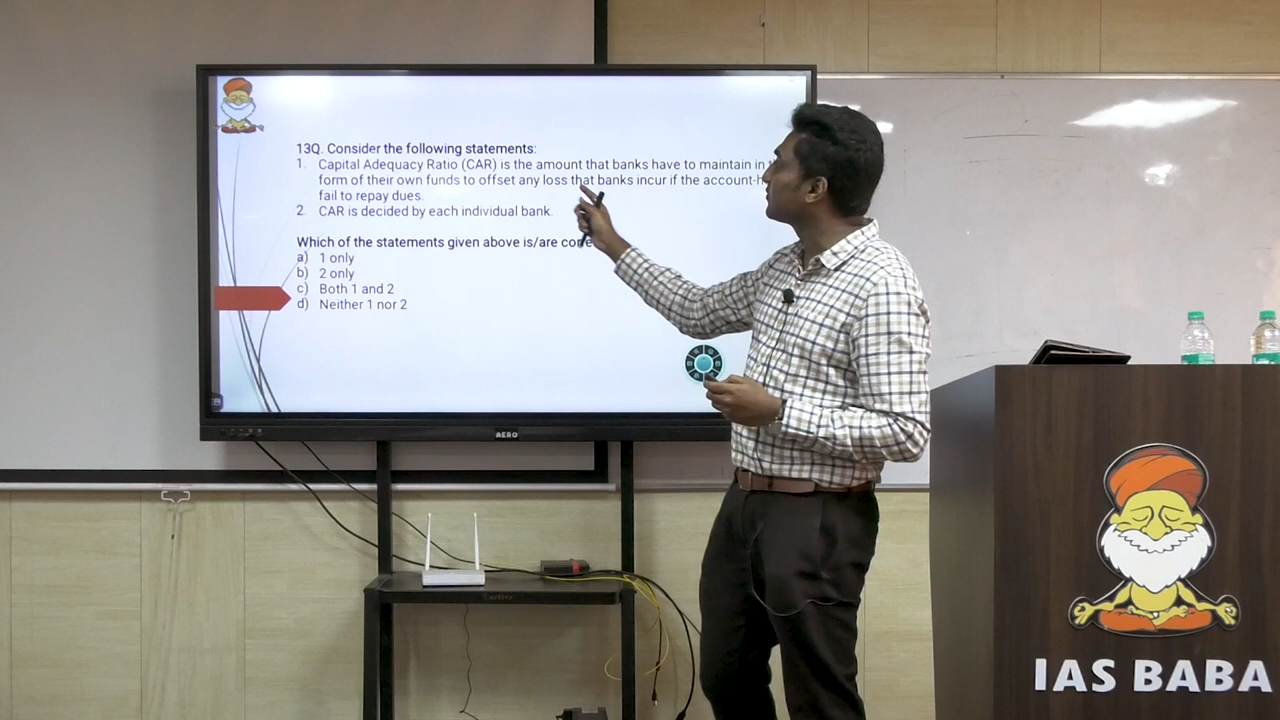 13Q. Consider the following statements:
1. Capital Adequacy Ratio (CAR) is the amount that banks have to maintain in
form of their own funds to offset any loss that banks incur if the
fail to repay dues.
2. CAR is decided by each individual bank.
Which of the statements given above is/are
a) 1 only
b) 2 only
c) Both 1 and 2
d) Neither 1 nor 2
AERO
IAS BABA